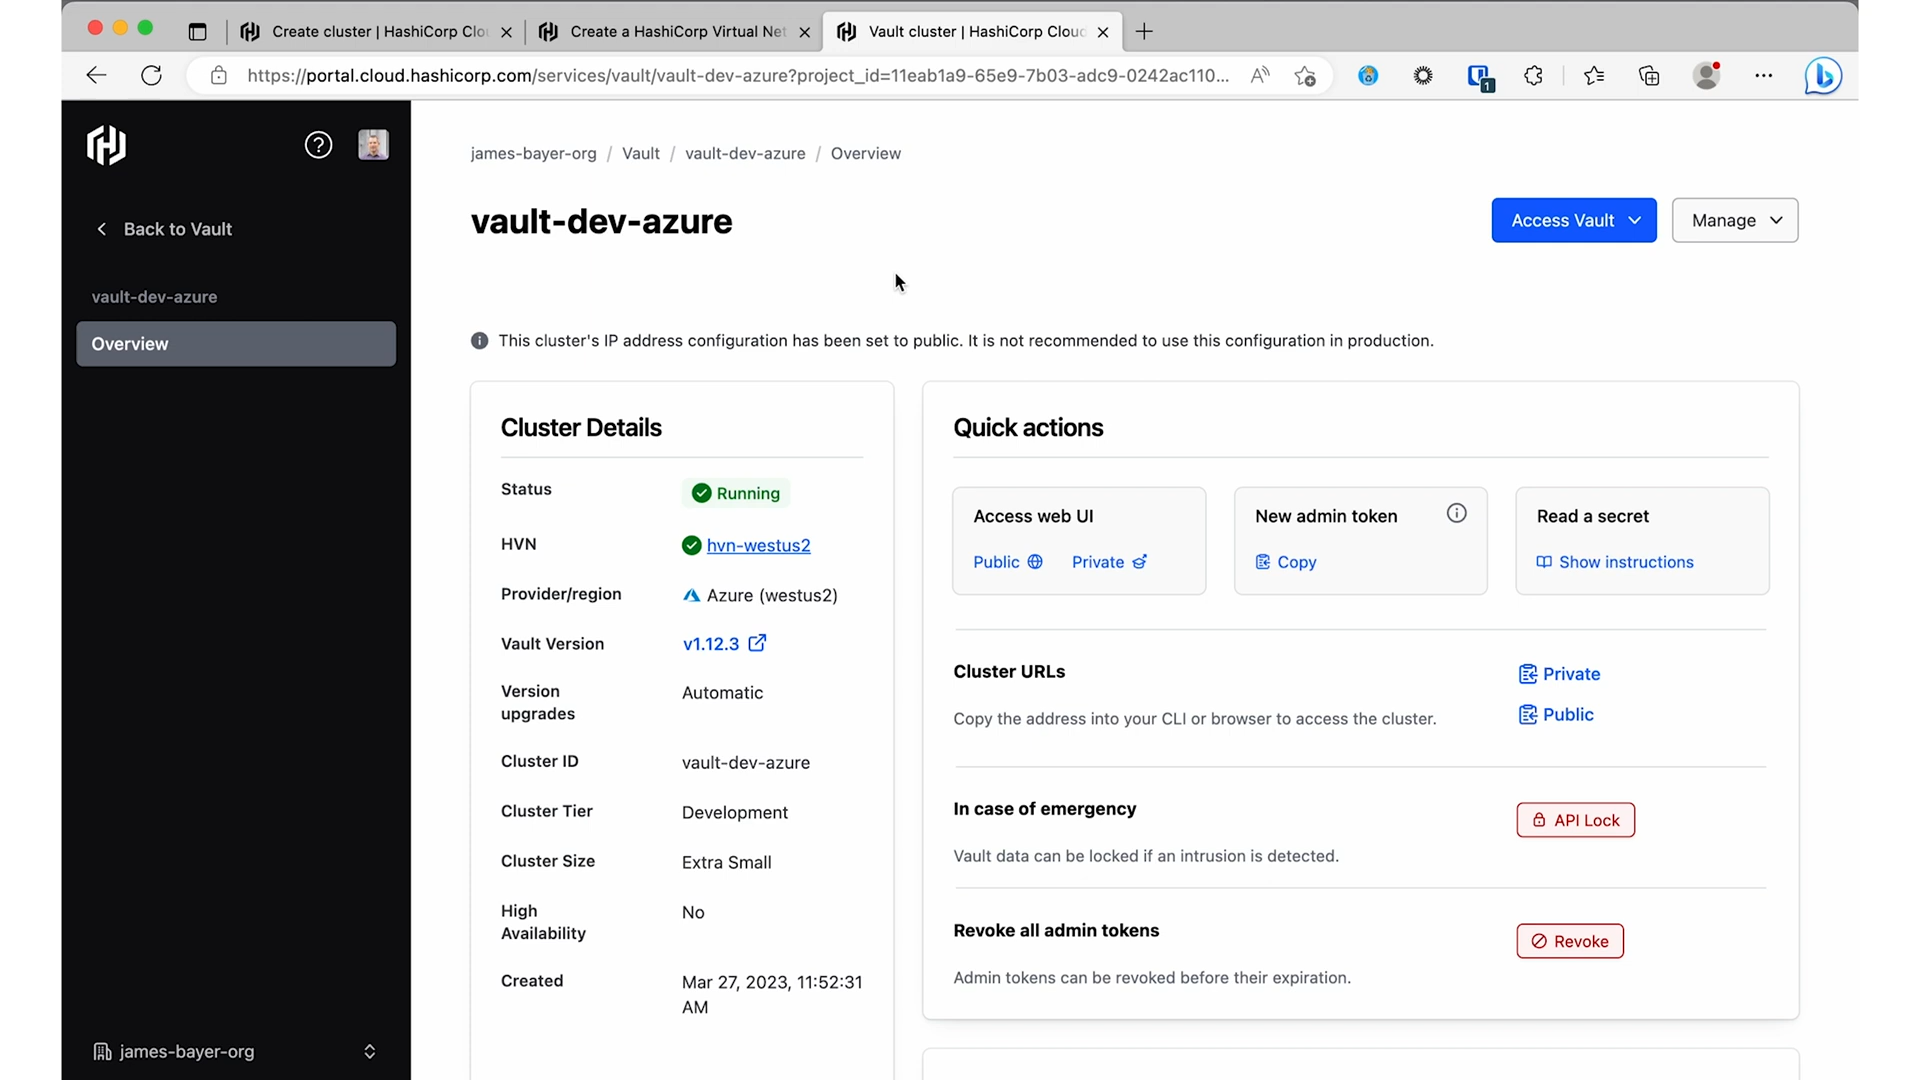 Create cluster | HashiCorp Clou
Create a HashiCorp Virtual Net
Vault cluster | HashiCorp Cloud
https://portal.cloud.hashicorp.com/services/vault/vault-dev-azure?project_id=11eab1a9-65e9-7b03-adc9-0242ac110...
1
Back to Vault
vault-dev-azure
Overview
james-bayer-org
james-bayer-org / Vault / vault-dev-azure / Overview
vault-dev-azure
Access Vault
Manage
This cluster's IP address configuration has been set to public. It is not recommended to use this configuration in production.
Cluster Details
Status Running
HVN hvn-westus2
Provider/region Azure (westus2)
Vault Version v1.12.3
Version
upgrades
Automatic
Cluster ID vault-dev-azure
Cluster Tier Development
Cluster Size Extra Small
High
Availability
No
Created Mar 27, 2023, 11:52:31
AM
Quick actions
Access web UI
Public Private
New admin token
Copy
Read a secret
Show instructions
Cluster URLs
Copy the address into your CLI or browser to access the cluster.
Private
Public
In case of emergency
Vault data can be locked if an intrusion is detected.
API Lock
Revoke all admin tokens
Admin tokens can be revoked before their expiration.
Revoke